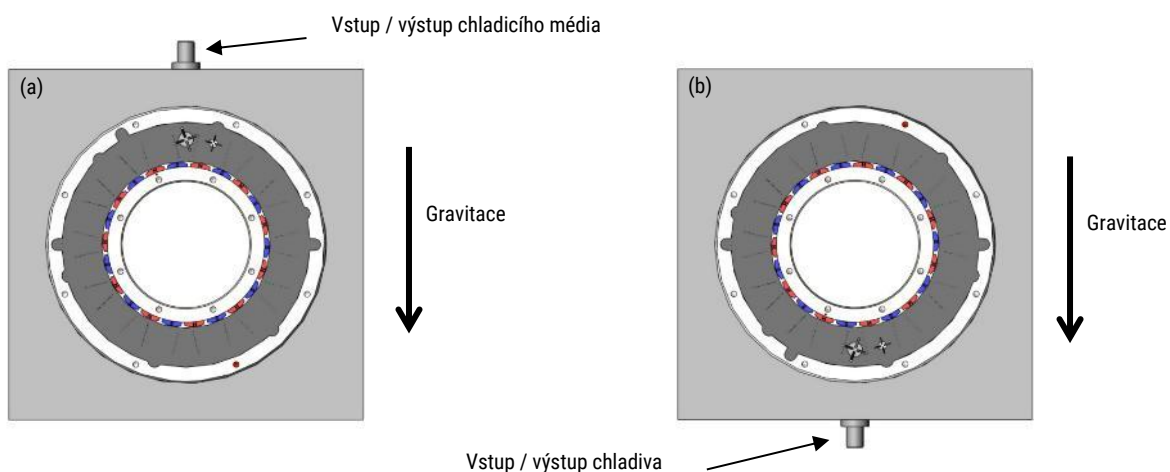 Vstup / výstup chladicího média
(a)
Gravitace
(b)
Gravitace
Vstup / výstup chladiva